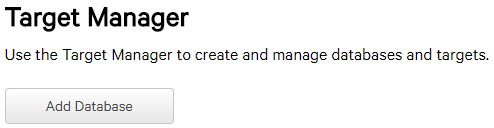 Target Manager
Use the Target Manager to create and manage databases and targets.
Add Database